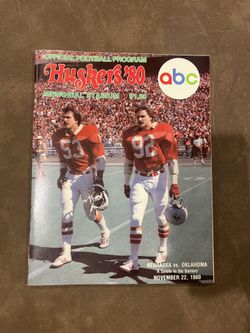 OFFICIAL FOOTBALL PROGRAM
Huskers '80
MEMORIAL STADIUM $1.50
abc
53
92
NEBRASKA vs. OKLAHOMA
"A Salute to the Seniors"
NOVEMBER 22, 1980